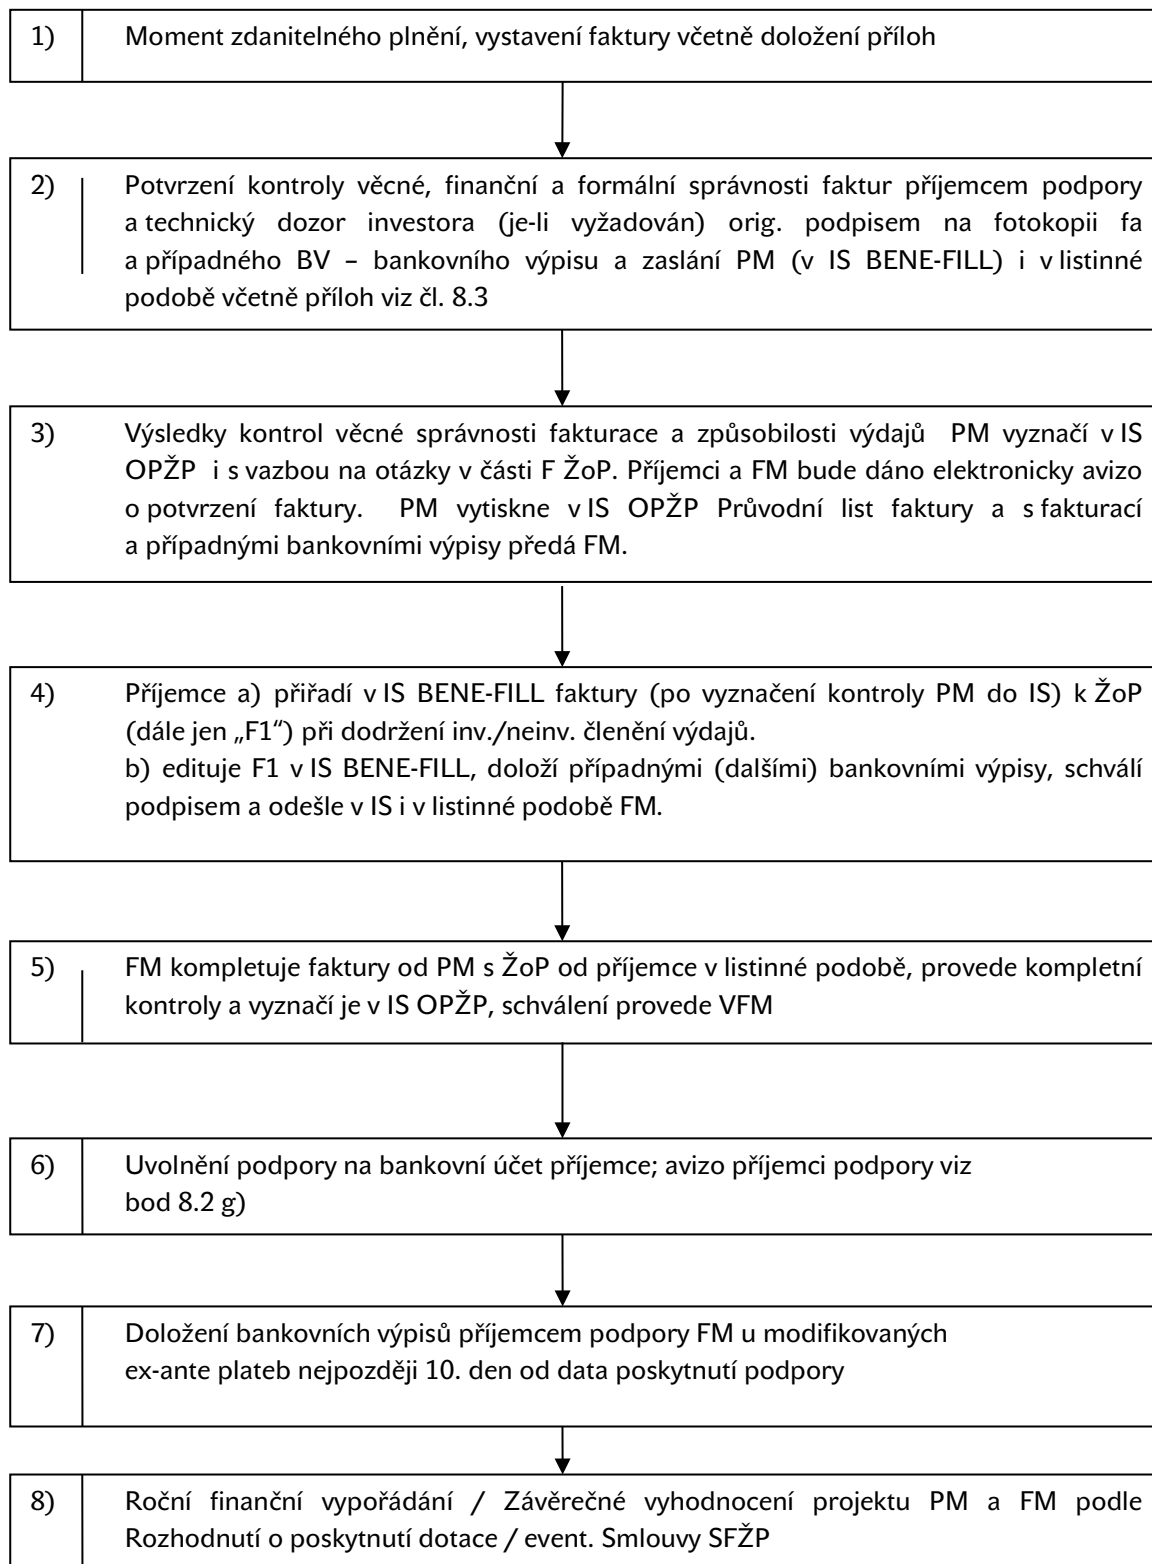 1) Moment zdanitelného plnění, vystavení faktury včetně doložení příloh
2) Potvrzení kontroly věcné, finanční a formální správnosti faktur příjemcem podpory
a technický dozor investora (je-li vyžadován) orig. podpisem na fotokopii fa
a případného BV – bankovního výpisu a zaslání PM (v IS BENE-FILL) i v listinné
podobě včetně příloh viz čl. 8.3
3) Výsledky kontrol věcné správnosti fakturace a způsobilosti výdajů PM vyznačí v IS
OPŽP i s vazbou na otázky v části F ŽoP. Příjemci a FM bude dáno elektronicky avizo
o potvrzení faktury. PM vytiskne v IS OPŽP Průvodní list faktury a s fakturací
a případnými bankovními výpisy předá FM.
4) Příjemce a) přiřadí v IS BENE-FILL faktury (po vyznačení kontroly PM do IS) k ŽoP
(dále jen „F1“) při dodržení inv./neinv. členění výdajů.
b) edituje F1 v IS BENE-FILL, doloží případnými (dalšími) bankovními výpisy, schválí
podpisem a odešle v IS i v listinné podobě FM.
5) FM kompletuje faktury od PM s ŽoP od příjemce v listinné podobě, provede kompletní
kontroly a vyznačí je v IS OPŽP, schválení provede VFM
6) Uvolnění podpory na bankovní účet příjemce; avizo příjemci podpory viz
bod 8.2 g)
7) Doložení bankovních výpisů příjemcem podpory FM u modifikovaných
ex-ante plateb nejpozději 10. den od data poskytnutí podpory
8) Roční finanční vypořádání / Závěrečné vyhodnocení projektu PM a FM podle
Rozhodnutí o poskytnutí dotace / event. Smlouvy SFŽP